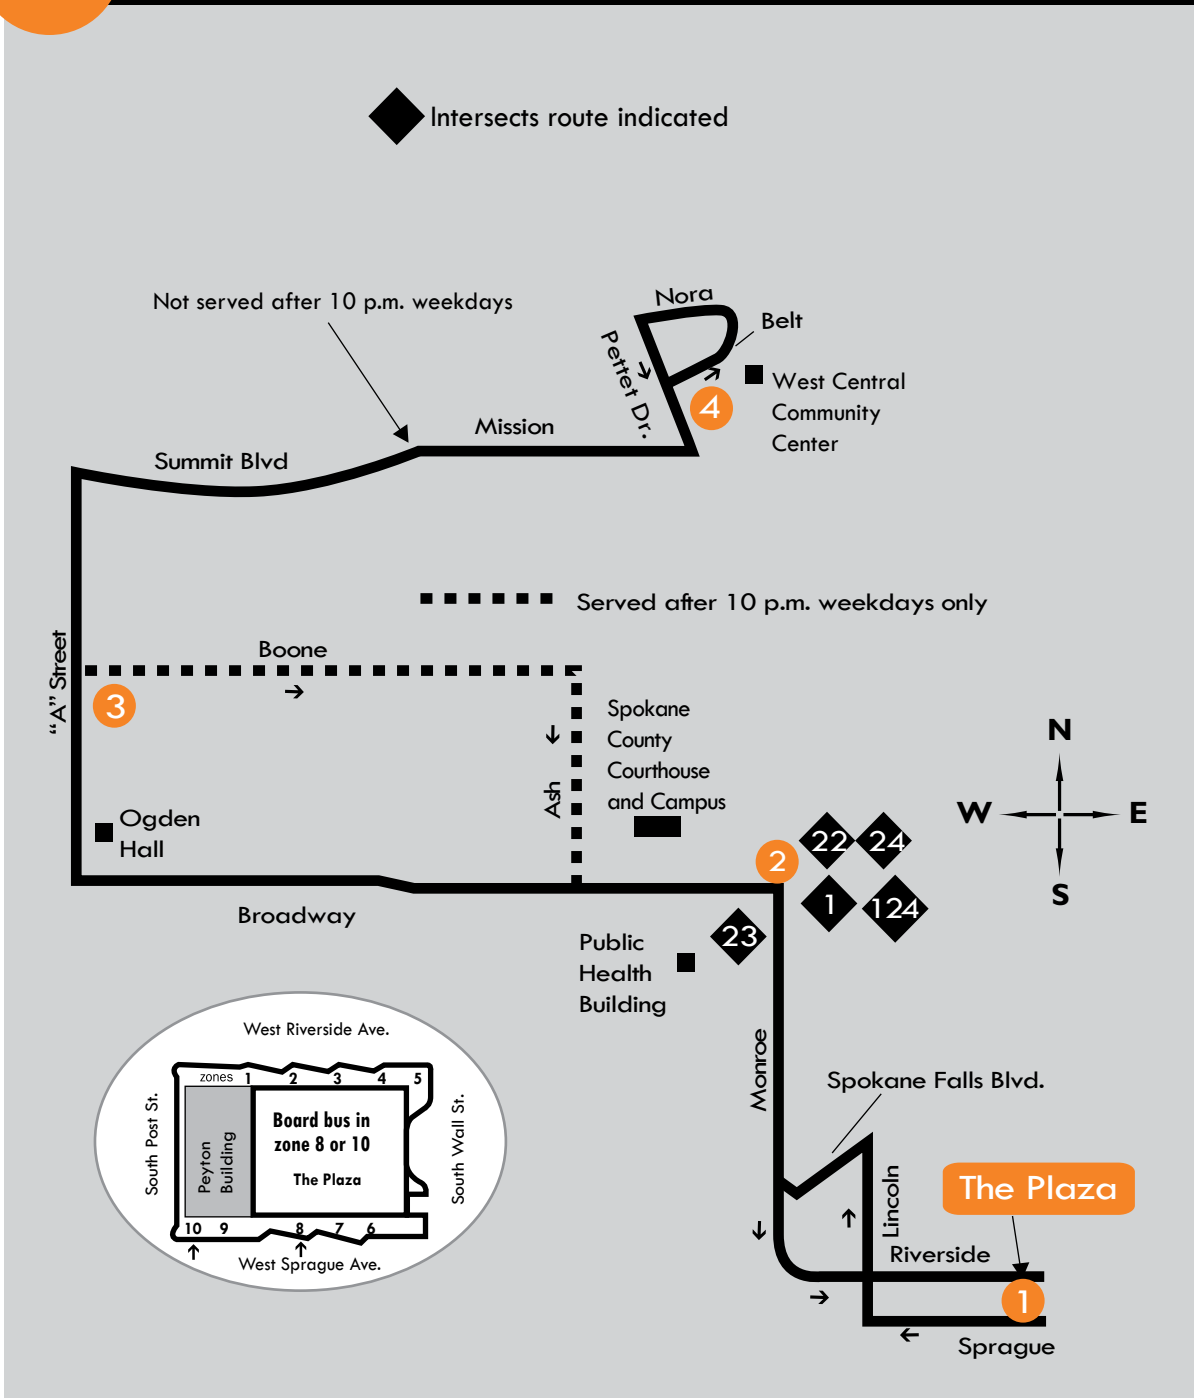 Intersects route indicated
Not served after 10 p.m. weekdays
Nora
Belt
Pettet Dr.
4
West Central
Community
Center
Mission
Summit Blvd
Served after 10 p.m. weekdays only
Boone
"A" Street
3
Spokane
County
Courthouse
and Campus
Ash
Ogden
Hall
N
W
E
S
2
22
24
1
124
23
Broadway
Public
Health
Building
Monroe
Spokane Falls Blvd.
Lincoln
The Plaza
Riverside
1
Sprague
West Riverside Ave.
zones 1 2 3 4 5
South Post St.
Peyton
Building
Board bus in
zone 8 or 10
The Plaza
South Wall St.
10 9 8 7 6
West Sprague Ave.